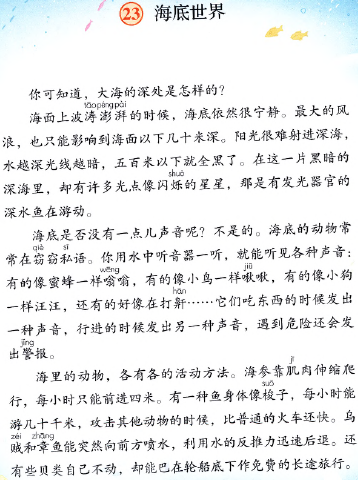 23 海底世界
你可知道，大海的深处是怎样的？
tāo péng pài
海面上波涛澎湃的时候，海底依然很宁静。最大的风
浪，也只能影响到海面以下几十米深。阳光很难射进深海，
水越深光线越暗，五百米以下就全黑了。在这一片黑暗的
shuò
深海里，却有许多光点像闪烁的星星，那是有发光器官的
深水鱼在游动。
海底是否没有一点儿声音呢？不是的。海底的动物常
qiè sī
常在窃窃私语。你用水中听音器一听，就能听见各种声音：
wēng jiū
有的像蜜蜂一样嗡嗡，有的像小鸟一样啾啾，有的像小狗
hān
一样汪汪，还有的好像在打鼾……它们吃东西的时候发出
一种声音，行进的时候发出另一种声音，遇到危险还会发
jǐng
出警报。
海里的动物，各有各的活动方法。海参靠肌肉伸缩爬
jī
suō
行，每小时只能前进四米。有一种鱼身体像梭子，每小时能
游几十千米，攻击其他动物的时候，比普通的火车还快。乌
zéi zhāng
贼和章鱼能突然向前方喷水，利用水的反推力迅速后退。还
有些贝类自己不动，却能巴在轮船底下作免费的长途旅行。